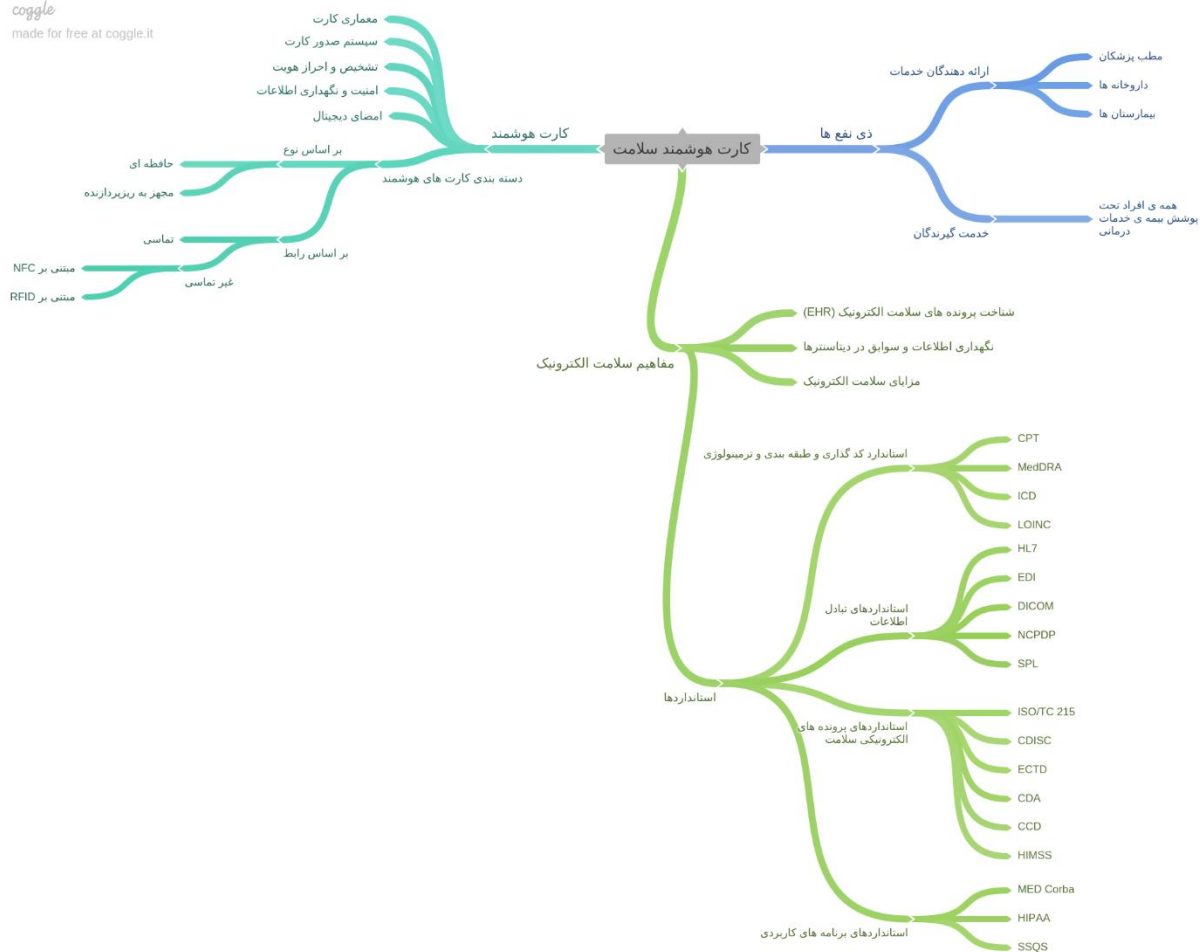 coggle
made for free at coggle.it
کارت هوشمند سلامت
ذی نفع ها
ارائه دهندگان خدمات
مطب پزشکان
داروخانه ها
بیمارستان ها
خدمت گیرندگان
همه ی افراد تحت
پوشش بیمه ی خدمات
درمانی
کارت هوشمند
معماری کارت
سیستم صدور کارت
تشخیص و احراز هویت
امنیت و نگهداری اطلاعات
امضای دیجیتال
دسته بندی کارت های هوشمند
بر اساس نوع
حافظه ای
مجهز به ریزپردازنده
بر اساس رابط
تماسی
غیر تماسی
مبتنی بر NFC
مبتنی بر RFID
مفاهیم سلامت الکترونیک
شناخت پرونده های سلامت الکترونیک (EHR)
نگهداری اطلاعات و سوابق در دیتاسنترها
مزایای سلامت الکترونیک
استانداردها
استاندارد کد گذاری و طبقه بندی و ترمینولوژی
CPT
MedDRA
ICD
LOINC
استانداردهای تبادل
اطلاعات
HL7
EDI
DICOM
NCPDP
SPL
استانداردهای پرونده های
الکترونیکی سلامت
ISO/TC 215
CDISC
ECTD
CDA
CCD
HIMSS
استانداردهای برنامه های کاربردی
MED Corba
HIPAA
SSQS